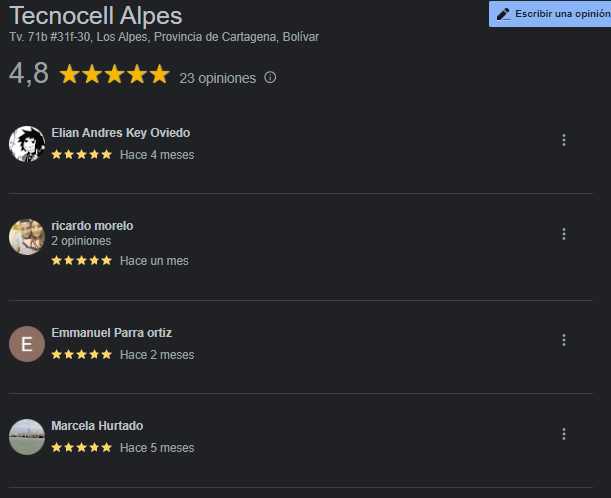 Tecnocell Alpes
Escribir una opinión
Tv. 71b #31f-30, Los Alpes, Provincia de Cartagena, Bolívar
4,8 23 opiniones
Elian Andres Key Oviedo
Hace 4 meses
ricardo morelo
2 opiniones
Hace un mes
E
Emmanuel Parra ortiz
Hace 2 meses
Marcela Hurtado
Hace 5 meses